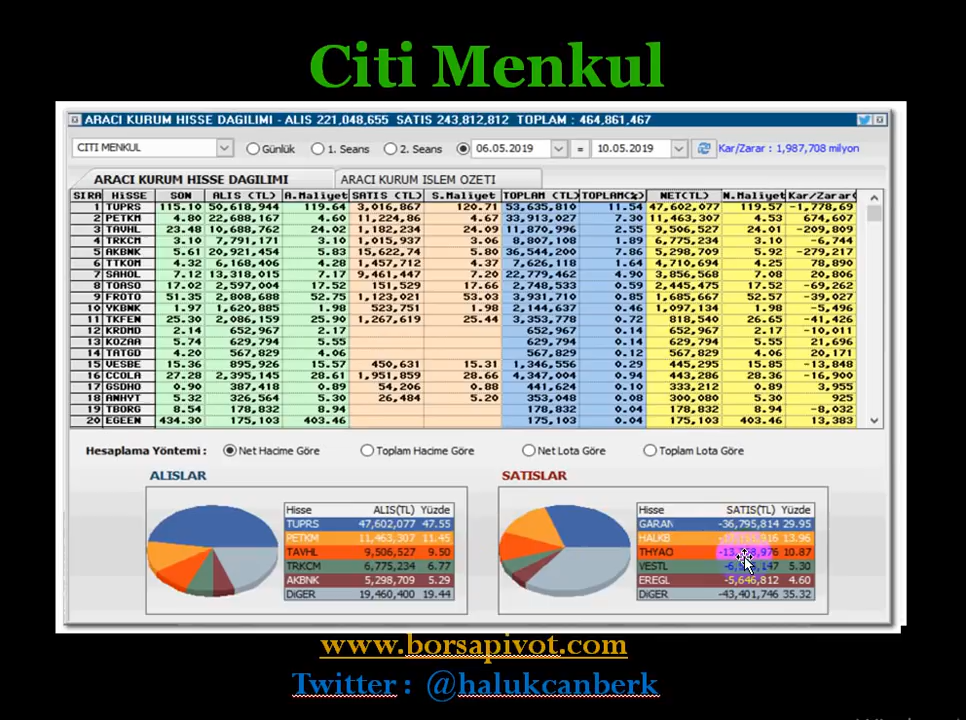 Citi Menkul
ARACI KURUM HISSE DAGILIMI - ALIS 221,048,655 SATIS 243,812,812 TOPLAM : 464,861,467
CITI MENKUL Günlük 1. Seans 2. Seans 06.05.2019 = 10.05.2019 Kar/Zarar : 1,987,708 milyon
ARACI KURUM HISSE DAGILIMI ARACI KURUM ISLEM OZETI
SIRA HiSSE SON ALIS (TL) A.Maliyet SATIS (TL) S.Maliyet TOPLAM (TL) TOPLAM(%) NET(TL) N.Maliyet Kar/Zarar(
1 TUPRS 115.10 50,618,944 119.64 3,016,867 120.71 53,635,810 11.54 47,602,077 119.57 -1,778,69
2 PETKM 4.80 22,688,167 4.60 11,224,86 4.67 33,913,027 7.30 11,463,307 4.53 674,607
3 TAVHL 23.48 10,688,762 24.02 1,182,234 24.09 11,870,996 2.55 9,506,527 24.01 -209,809
4 TRKCM 3.10 7,791,171 3.10 1,015,937 3.06 8,807,108 1.89 6,775,234 3.10 -6,744
5 AKBNK 5.61 20,921,454 5.83 15,622,74 5.80 36,544,200 7.86 5,298,709 5.92 -279,217
6 TTKOM 4.32 6,168,406 4.28 1,457,712 4.37 7,626,118 1.64 4,710,694 4.25 78,890
7 SAHOL 7.12 13,318,015 7.17 9,461,447 7.20 22,779,462 4.90 3,856,568 7.08 20,806
8 TOASO 17.02 2,597,004 17.52 151,529 17.66 2,748,533 0.59 2,445,475 17.52 -69,262
9 FROTO 51.35 2,808,688 52.75 1,123,021 53.03 3,931,710 0.85 1,685,667 52.57 -39,027
10 YKBNK 1.97 1,620,885 1.98 523,751 1.98 2,144,637 0.46 1,097,134 1.98 -5,496
11 TKFEN 25.30 2,086,159 25.90 1,267,619 25.44 3,353,778 0.72 818,540 26.65 -41,426
12 KRDMD 2.14 652,967 2.17 652,967 0.14 652,967 2.17 -10,011
13 KOZAA 5.74 629,794 5.55 629,794 0.14 629,794 5.55 21,696
14 TATGD 4.20 567,829 4.06 567,829 0.12 567,829 4.06 20,171
15 VESBE 15.36 895,926 15.57 450,631 15.31 1,346,556 0.29 445,295 15.85 -13,848
16 CCOLA 27.28 2,395,145 28.61 1,951,859 28.66 4,347,004 0.94 443,286 28.36 -16,900
17 GSDHO 0.90 387,418 0.89 54,206 0.88 441,624 0.10 333,212 0.89 3,955
18 ANHYT 5.32 326,564 5.30 26,484 5.20 353,048 0.08 300,080 5.30 925
19 TBORG 8.54 178,832 8.94 178,832 0.04 178,832 8.94 -8,032
20 EGEEN 434.30 175,103 403.46 175,103 0.04 175,103 403.46 13,383
Hesaplama Yöntemi : Net Hacime Göre Toplam Hacime Göre Net Lota Göre Toplam Lota Göre
ALISLAR SATISLAR
Hisse ALIS(TL) Yüzde Hisse SATIS(TL) Yüzde
TUPRS 47,602,077 47.55 GARAN -36,795,814 29.95
PETKM 11,463,307 11.45 HALKB 13.96
TAVHL 9,506,527 9.50 THYAO 10.87
TRKCM 6,775,234 6.77 VESTL 5.30
AKBNK 5,298,709 5.29 EREGL -5,646,812 4.60
DiGER 19,460,400 19.44 DiGER -43,401,746 35.32
www.borsapivot.com
Twitter : @halukcanberk